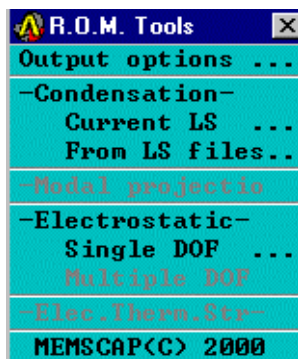 R.O.M. Tools
Output options ...
-Condensation-
Current LS ...
From LS files..
-Modal projectio
-Electrostatic-
Single DOF ...
Multiple DOF
-Elec.Therm.Str-
MEMSCAP(C) 2000